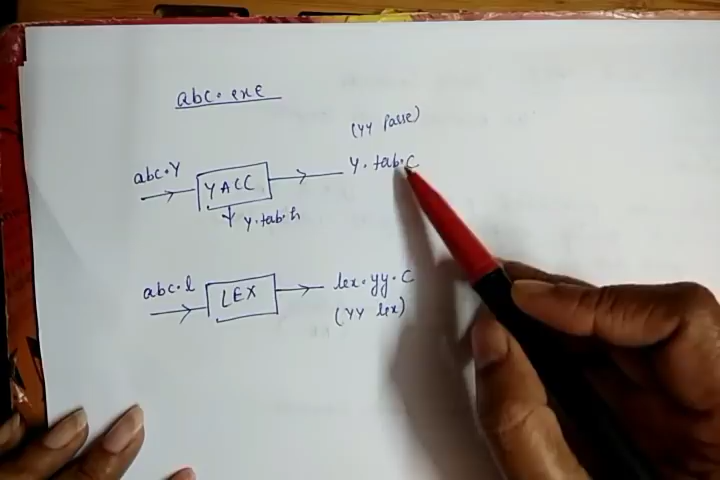 abc.exe
(yy parse)
abc.y
YACC
y.tab.c
y.tab.h
abc.l
LEX
lex.yy.c
(yy lex)